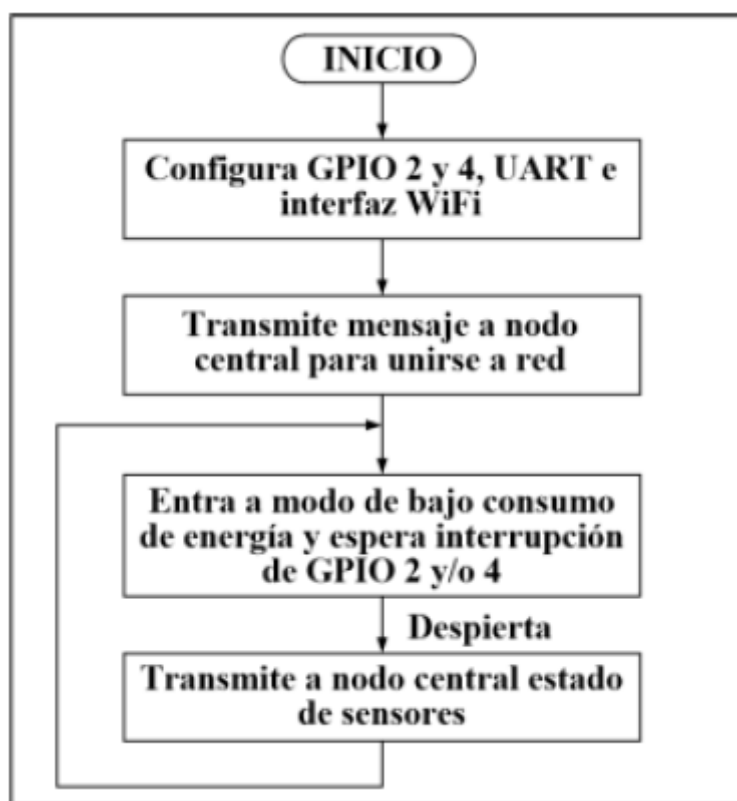 INICIO
Configura GPIO 2 y 4, UART e
interfaz WiFi
Transmite mensaje a nodo
central para unirse a red
Entra a modo de bajo consumo
de energía y espera interrupción
de GPIO 2 y/o 4
Despierta
Transmite a nodo central estado
de sensores